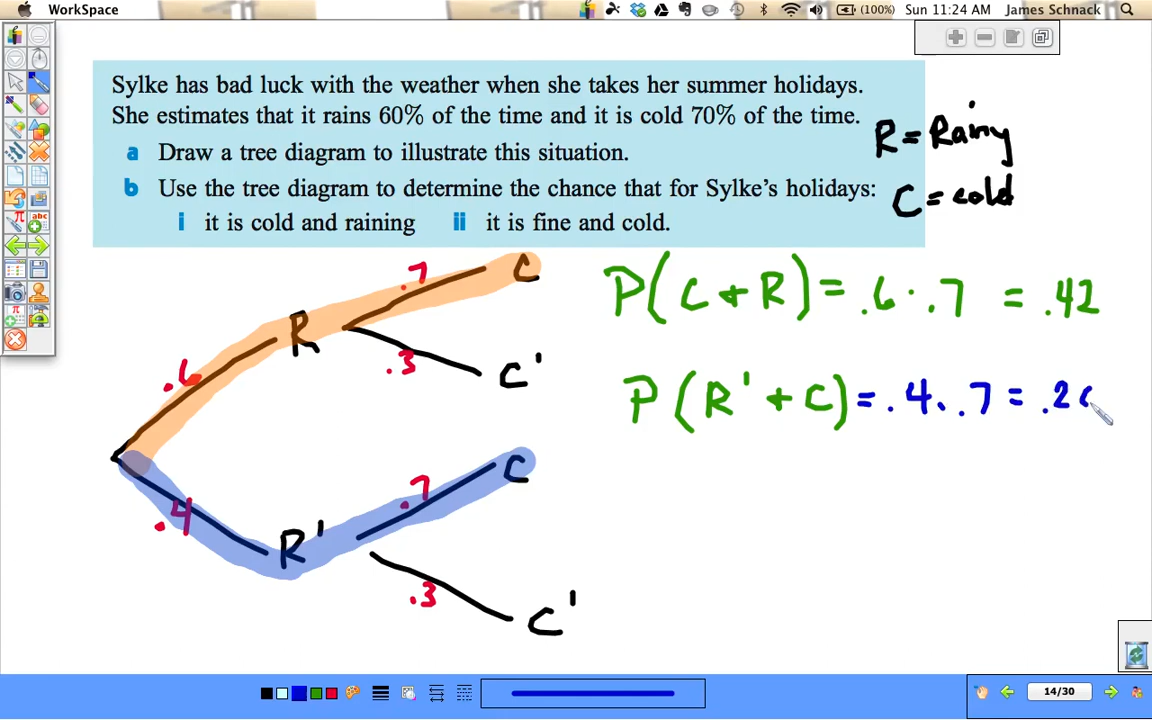 WorkSpace (100%) Sun 11:24 AM James Schnack
Sylke has bad luck with the weather when she takes her summer holidays.
She estimates that it rains 60% of the time and it is cold 70% of the time.
a Draw a tree diagram to illustrate this situation.
b Use the tree diagram to determine the chance that for Sylke's holidays:
i it is cold and raining ii it is fine and cold.
R = Rainy
C = cold
.7 C
.6 R
.3 C'
P(C + R) = .6 · .7 = .42
P(R' + C) = .4 · .7 = .2
.7 C
.4 R'
.3 C'
14/30